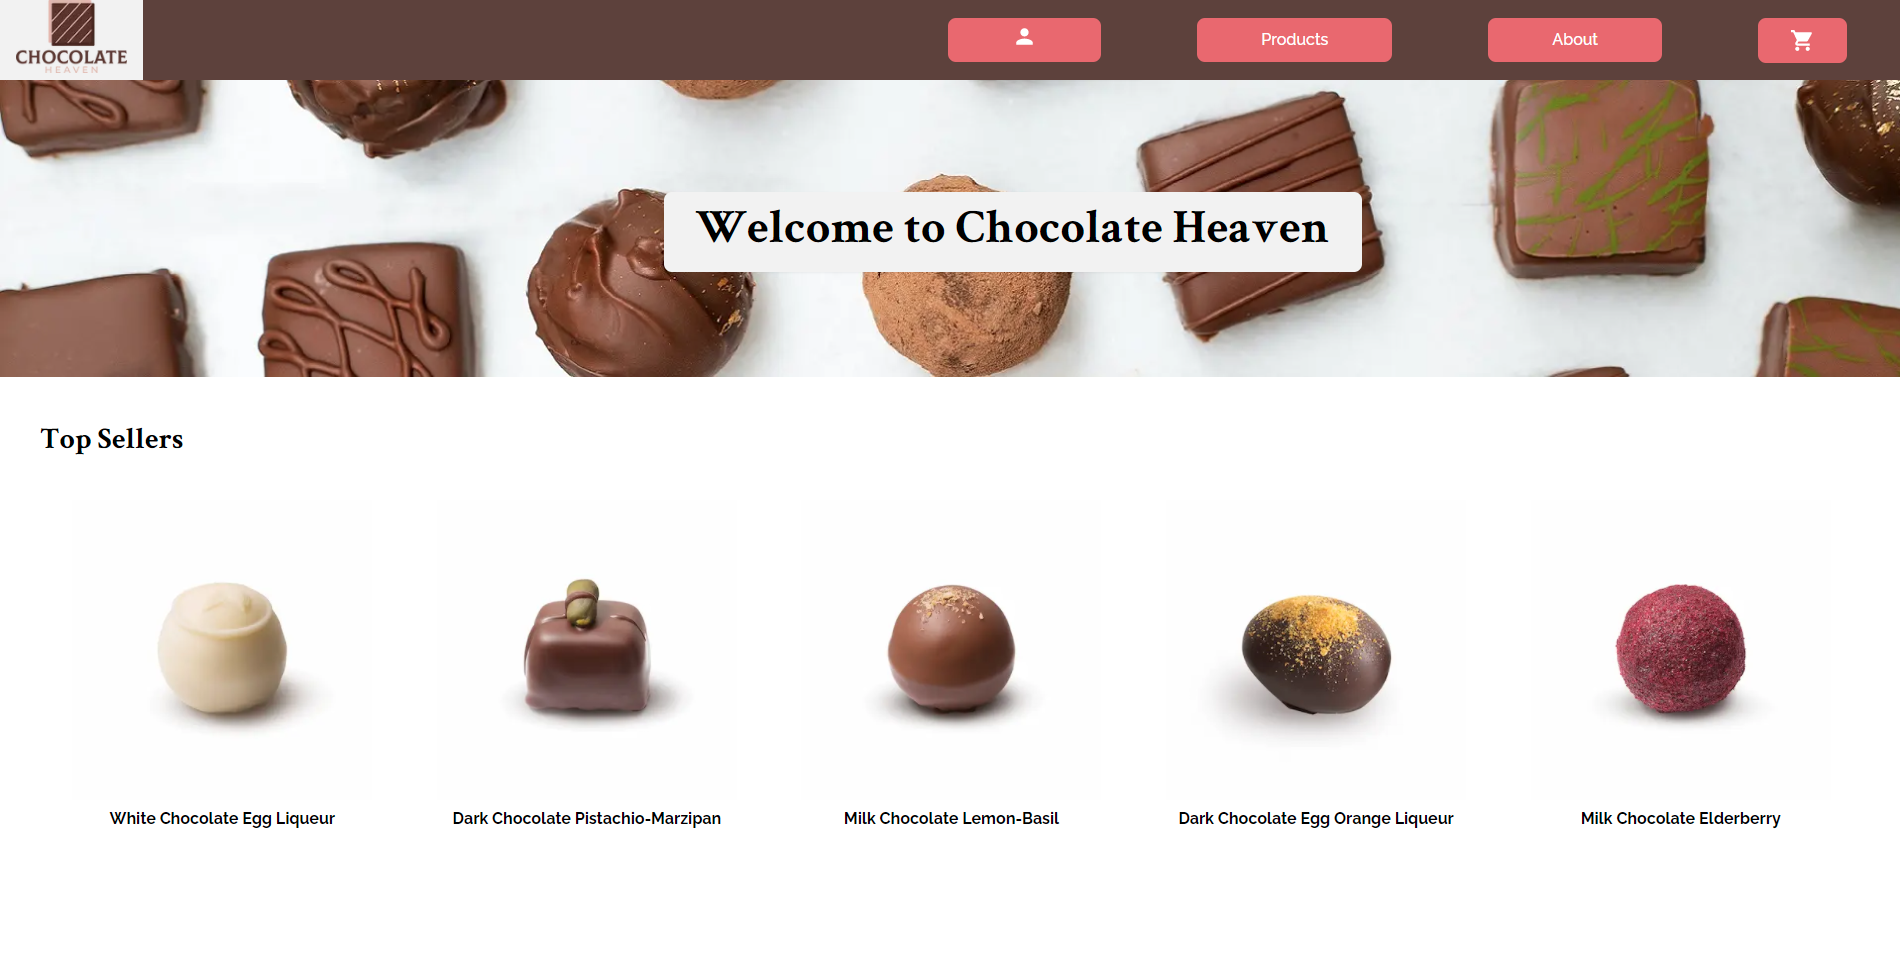 CHOCOLATE
HEAVEN
Products
About
Welcome to Chocolate Heaven
Top Sellers
White Chocolate Egg Liqueur
Dark Chocolate Pistachio-Marzipan
Milk Chocolate Lemon-Basil
Dark Chocolate Egg Orange Liqueur
Milk Chocolate Elderberry